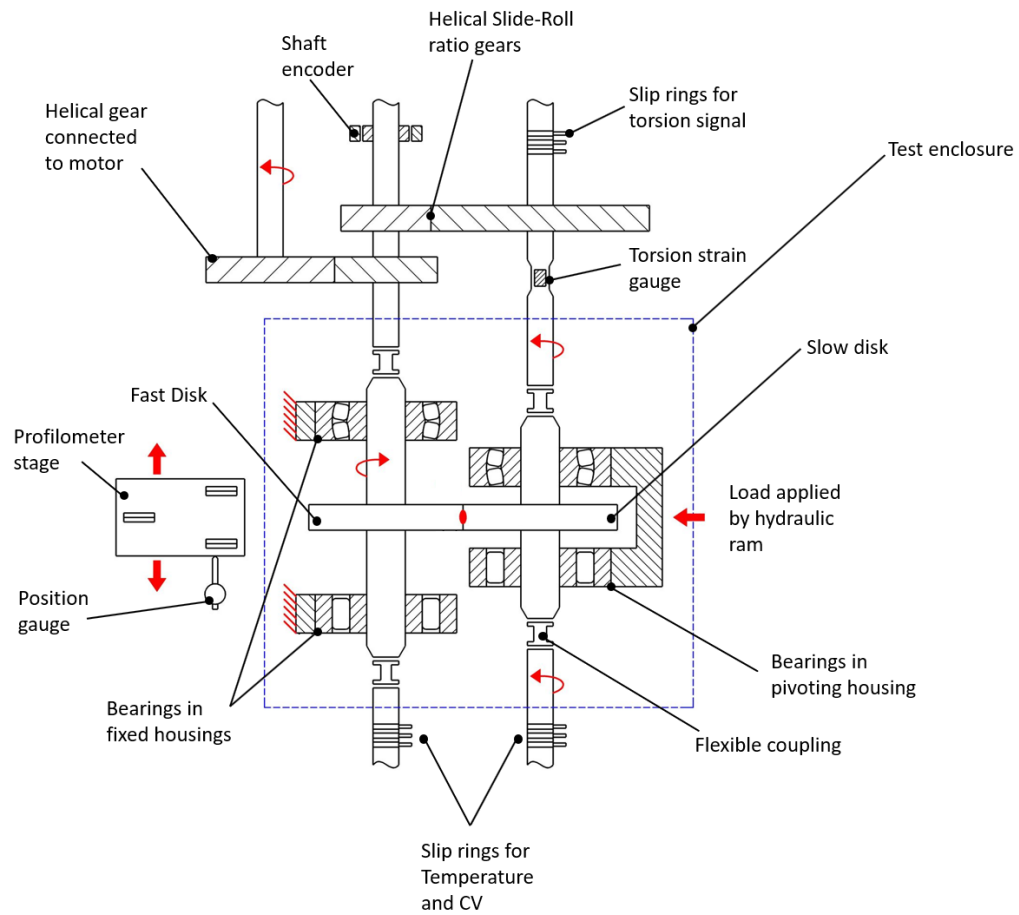 Helical Slide-Roll
ratio gears
Shaft
encoder
Slip rings for
torsion signal
Helical gear
connected
to motor
Test enclosure
Torsion strain
gauge
Slow disk
Fast Disk
Profilometer
stage
Load applied
by hydraulic
ram
Position
gauge
Bearings in
pivoting housing
Bearings in
fixed housings
Flexible coupling
Slip rings for
Temperature
and CV